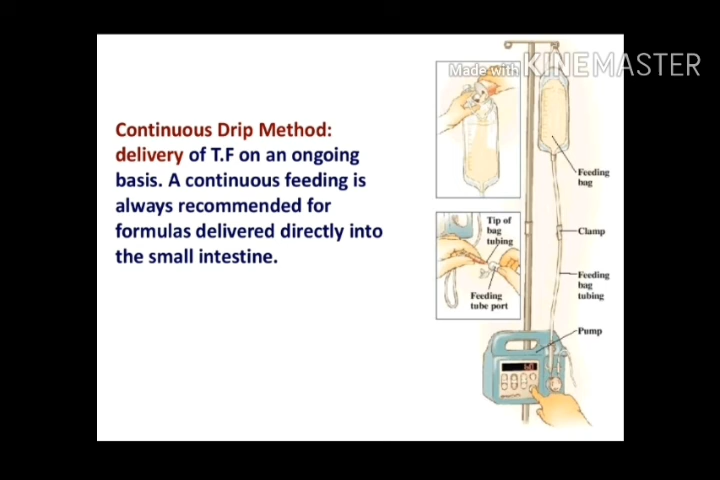 Made with KINEMASTER
Continuous Drip Method:
delivery of T.F on an ongoing
basis. A continuous feeding is
always recommended for
formulas delivered directly into
the small intestine.
Feeding
bag
Tip of
bag
tubing
Clamp
Feeding
bag
tubing
Feeding
tube port
Pump